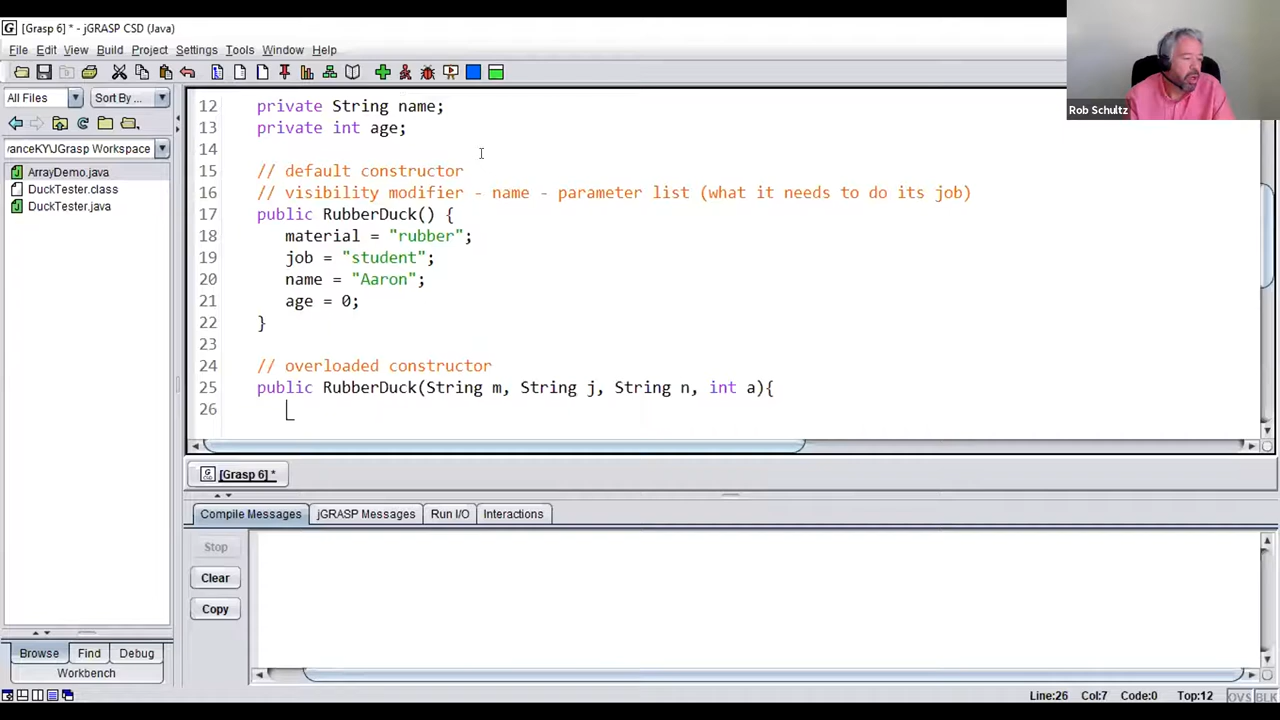 [Grasp 6] * - jGRASP CSD (Java)
File Edit View Build Project Settings Tools Window Help
All Files Sort By ...
vanceKY\JGrasp Workspace
ArrayDemo.java
DuckTester.class
DuckTester.java
Rob Schultz
12 private String name;
13 private int age;
14
15 // default constructor
16 // visibility modifier - name - parameter list (what it needs to do its job)
17 public RubberDuck() {
18 material = "rubber";
19 job = "student";
20 name = "Aaron";
21 age = 0;
22 }
23
24 // overloaded constructor
25 public RubberDuck(String m, String j, String n, int a){
26
[Grasp 6] *
Compile Messages jGRASP Messages Run I/O Interactions
Stop
Clear
Copy
Browse Find Debug
Workbench
Line:26 Col:7 Code:0 Top:12 OVS BLK